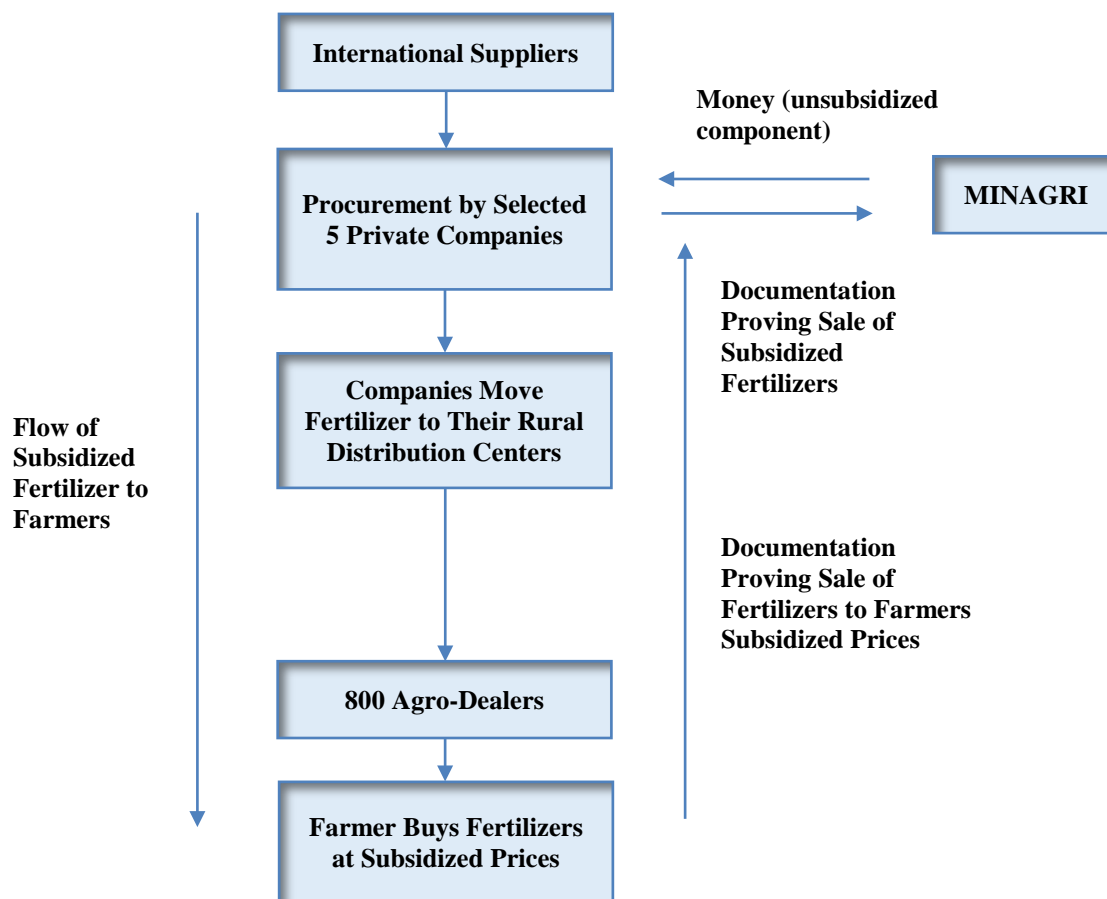 International Suppliers
Money (unsubsidized
component)
Procurement by Selected
5 Private Companies
MINAGRI
Documentation
Proving Sale of
Subsidized
Fertilizers
Companies Move
Fertilizer to Their Rural
Distribution Centers
Flow of
Subsidized
Fertilizer to
Farmers
Documentation
Proving Sale of
Fertilizers to Farmers
Subsidized Prices
800 Agro-Dealers
Farmer Buys Fertilizers
at Subsidized Prices